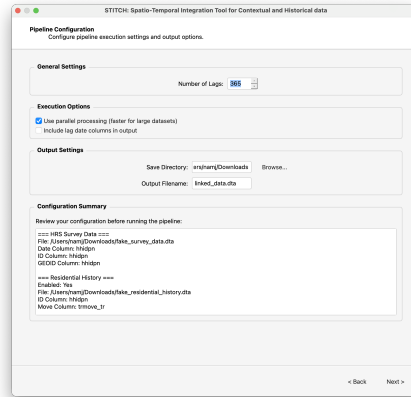 STITCH: Spatio-Temporal Integration Tool for Contextual and Historical data
Pipeline Configuration
Configure pipeline execution settings and output options.
General Settings
Number of Lags: 365
Execution Options
Use parallel processing (faster for large datasets)
Include lag date columns in output
Output Settings
Save Directory: ers/namj/Downloads Browse...
Output Filename: linked_data.dta
Configuration Summary
Review your configuration before running the pipeline:
=== HRS Survey Data ===
File: /Users/namj/Downloads/fake_survey_data.dta
Date Column: hhidpn
ID Column: hhidpn
GEOID Column: hhidpn
=== Residential History ===
Enabled: Yes
File: /Users/namj/Downloads/fake_residential_history.dta
ID Column: hhidpn
Move Column: trmove_tr
< Back Next >